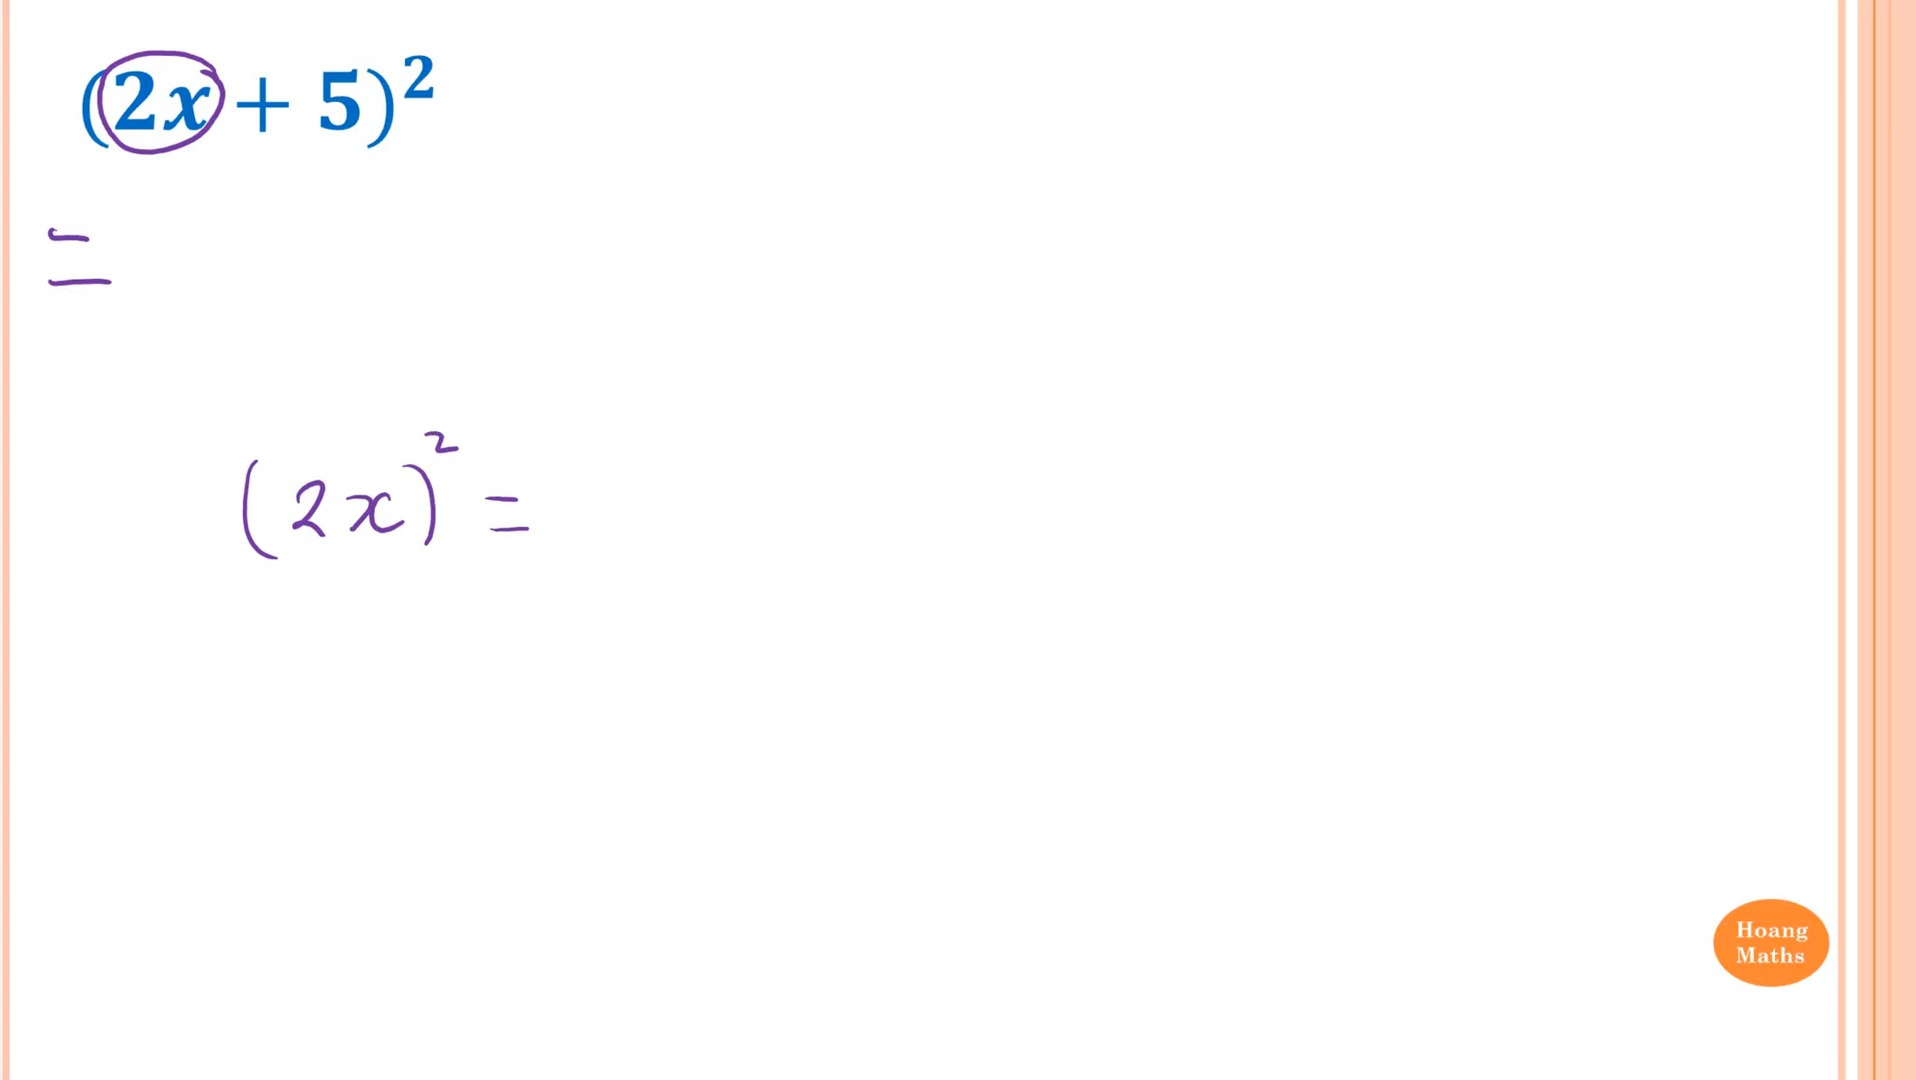 (2x + 5)²
=
(2x)² =
Hoang
Maths